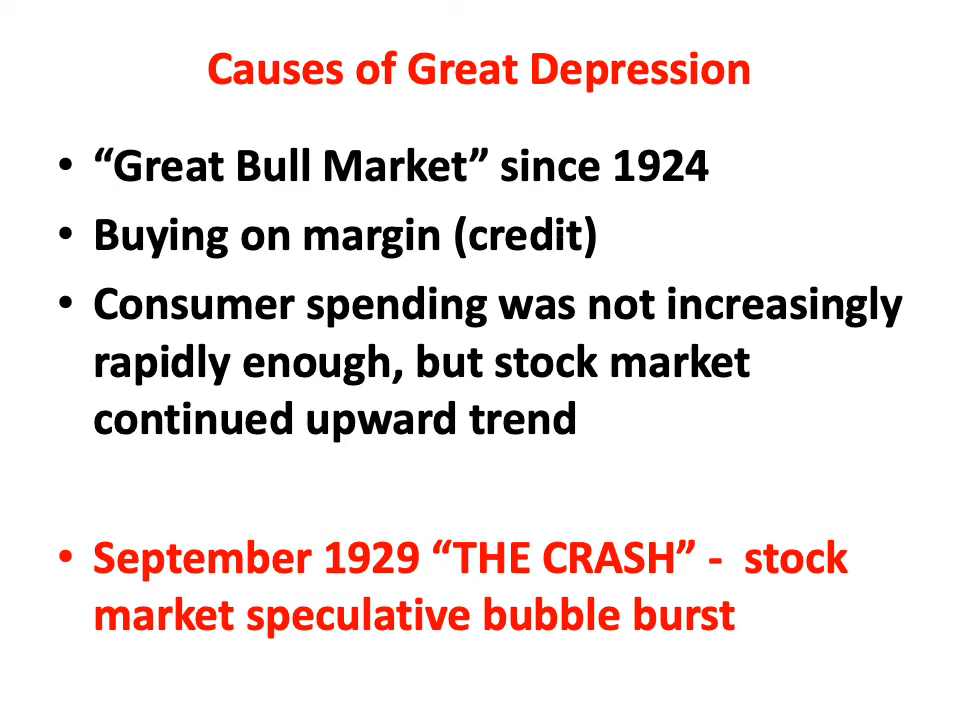 Causes of Great Depression
• “Great Bull Market” since 1924
• Buying on margin (credit)
• Consumer spending was not increasingly
rapidly enough, but stock market
continued upward trend
• September 1929 “THE CRASH” -  stock
market speculative bubble burst